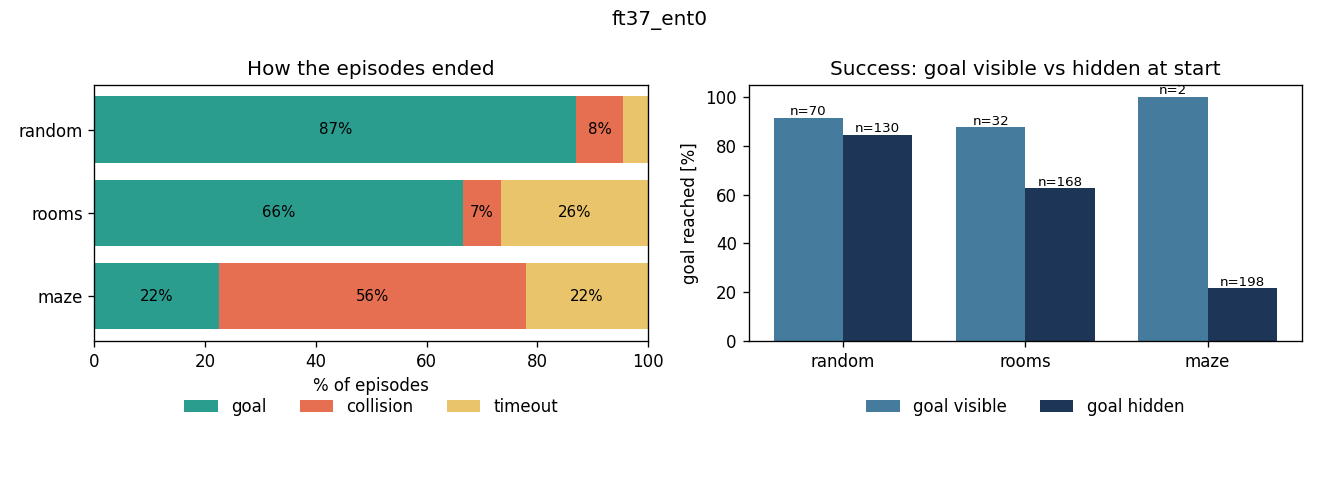 ft37_ent0
How the episodes ended
random
rooms
maze
87%
8%
66%
7%
26%
22%
56%
22%
0
20
40
60
80
100
% of episodes
goal
collision
timeout
Success: goal visible vs hidden at start
goal reached [%]
100
80
60
40
20
0
n=70
n=130
n=32
n=168
n=2
n=198
random
rooms
maze
goal visible
goal hidden